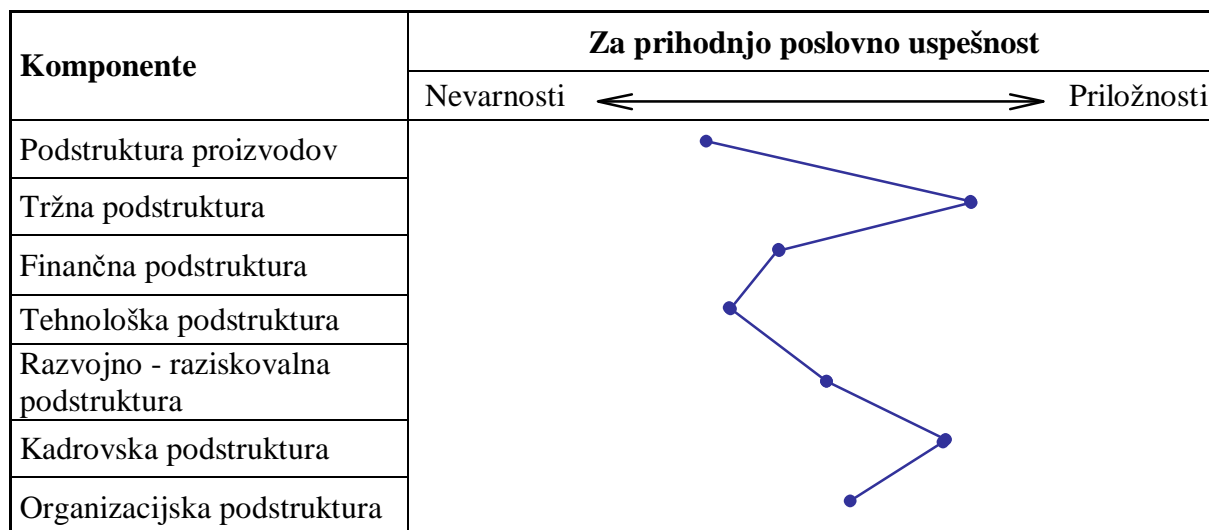 Komponente
Za prihodnjo poslovno uspešnost
Nevarnosti
Priložnosti
Podstruktura proizvodov
Tržna podstruktura
Finančna podstruktura
Tehnološka podstruktura
Razvojno - raziskovalna
podstruktura
Kadrovska podstruktura
Organizacijska podstruktura